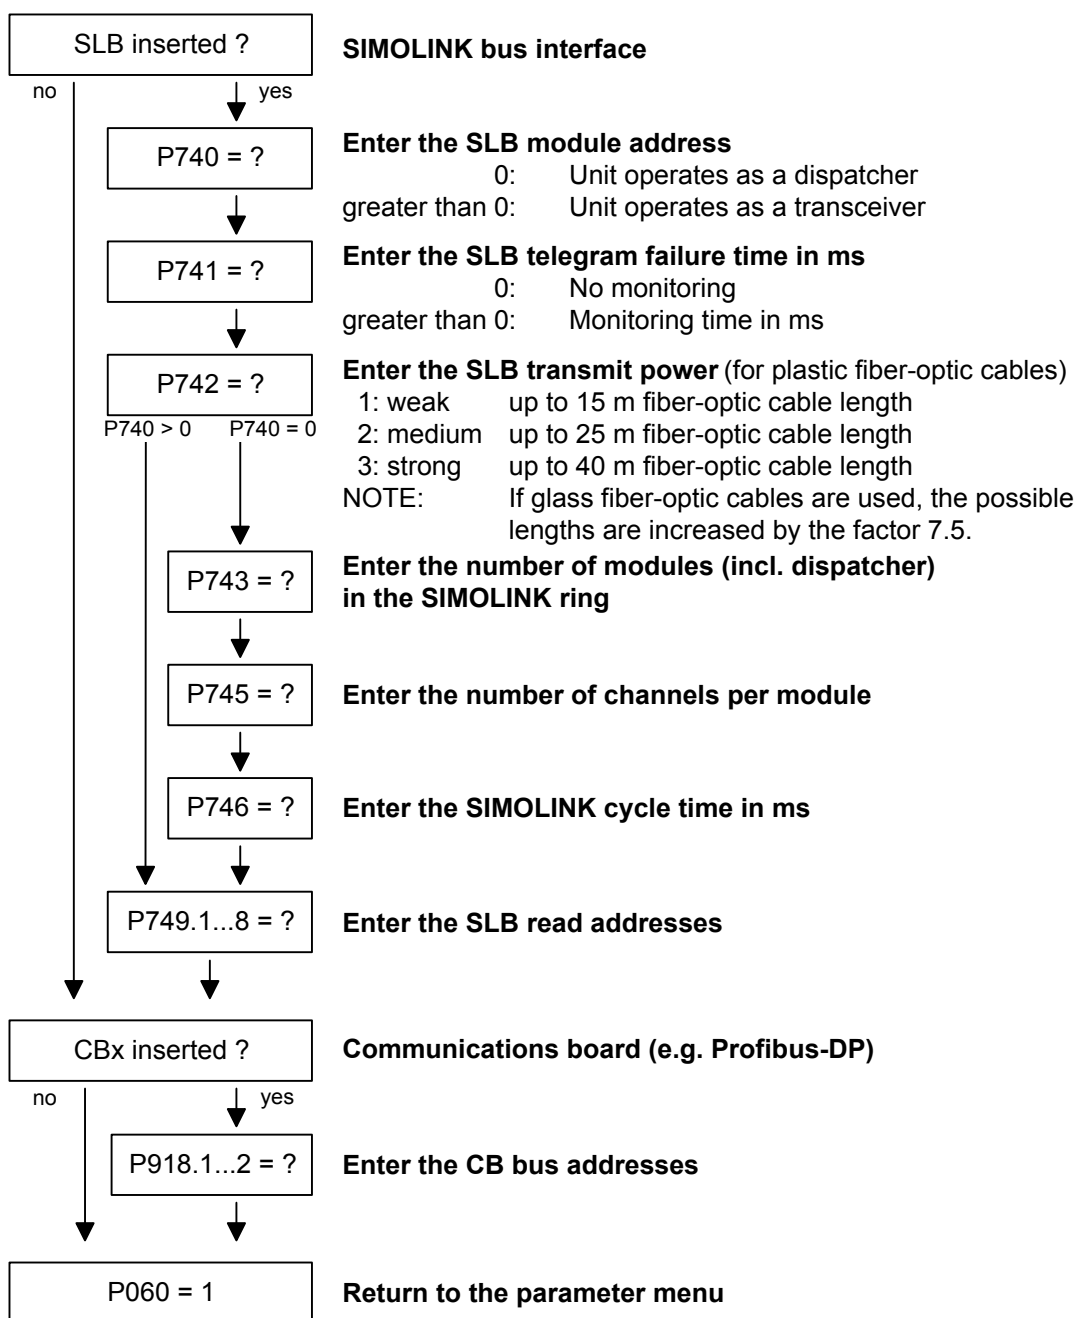 SLB inserted ?
SIMOLINK bus interface
no
yes
P740 = ?
Enter the SLB module address
0: Unit operates as a dispatcher
greater than 0: Unit operates as a transceiver
P741 = ?
Enter the SLB telegram failure time in ms
0: No monitoring
greater than 0: Monitoring time in ms
P742 = ?
Enter the SLB transmit power (for plastic fiber-optic cables)
1: weak up to 15 m fiber-optic cable length
P740 > 0 P740 = 0
2: medium up to 25 m fiber-optic cable length
3: strong up to 40 m fiber-optic cable length
NOTE: If glass fiber-optic cables are used, the possible
lengths are increased by the factor 7.5.
P743 = ?
Enter the number of modules (incl. dispatcher)
in the SIMOLINK ring
P745 = ?
Enter the number of channels per module
P746 = ?
Enter the SIMOLINK cycle time in ms
P749.1...8 = ?
Enter the SLB read addresses
CBx inserted ?
Communications board (e.g. Profibus-DP)
no
yes
P918.1...2 = ?
Enter the CB bus addresses
P060 = 1
Return to the parameter menu